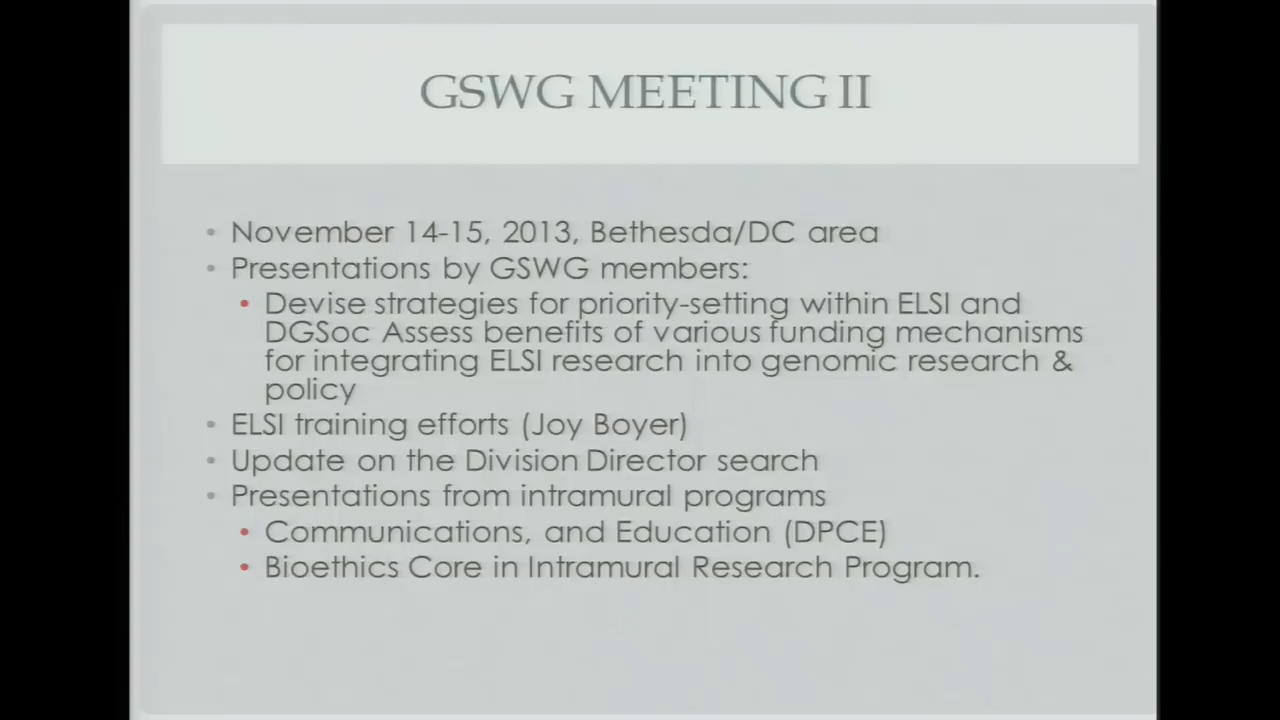 GSWG MEETING II
• November 14-15, 2013, Bethesda/DC area
• Presentations by GSWG members:
• Devise strategies for priority-setting within ELSI and
DGSoc Assess benefits of various funding mechanisms
for integrating ELSI research into genomic research &
policy
• ELSI training efforts (Joy Boyer)
• Update on the Division Director search
• Presentations from intramural programs
• Communications, and Education (DPCE)
• Bioethics Core in Intramural Research Program.